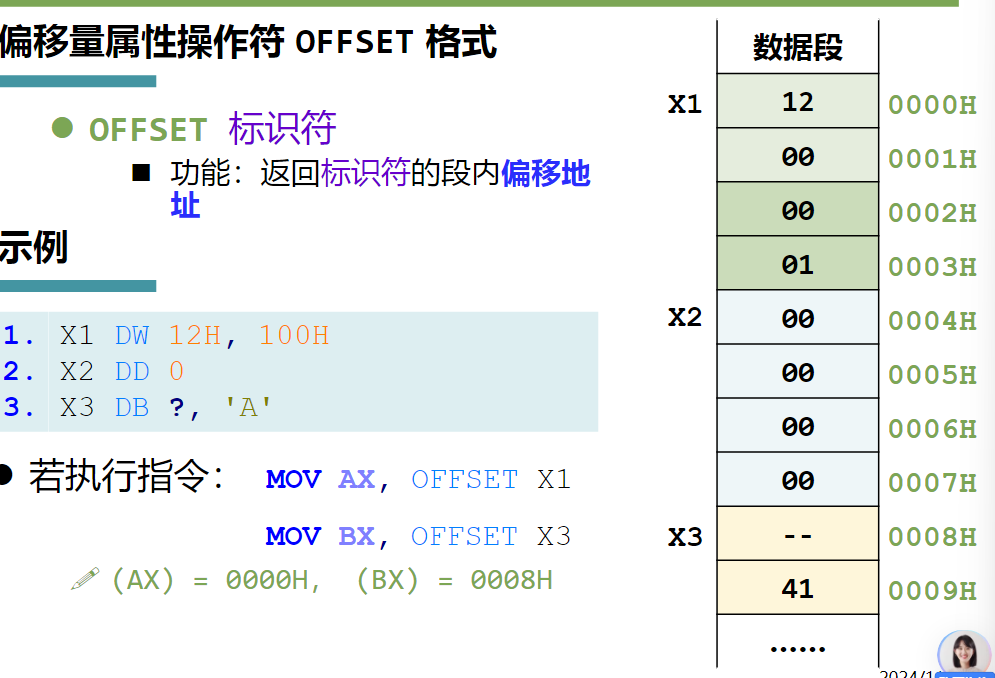 偏移量属性操作符 OFFSET 格式
OFFSET 标识符
功能：返回标识符的段内偏移地
址
示例
1. X1 DW 12H, 100H
2. X2 DD 0
3. X3 DB ?, 'A'
若执行指令： MOV AX, OFFSET X1
MOV BX, OFFSET X3
(AX) = 0000H, (BX) = 0008H
数据段
X1 12 0000H
00 0001H
00 0002H
01 0003H
X2 00 0004H
00 0005H
00 0006H
00 0007H
X3 -- 0008H
41 0009H
……